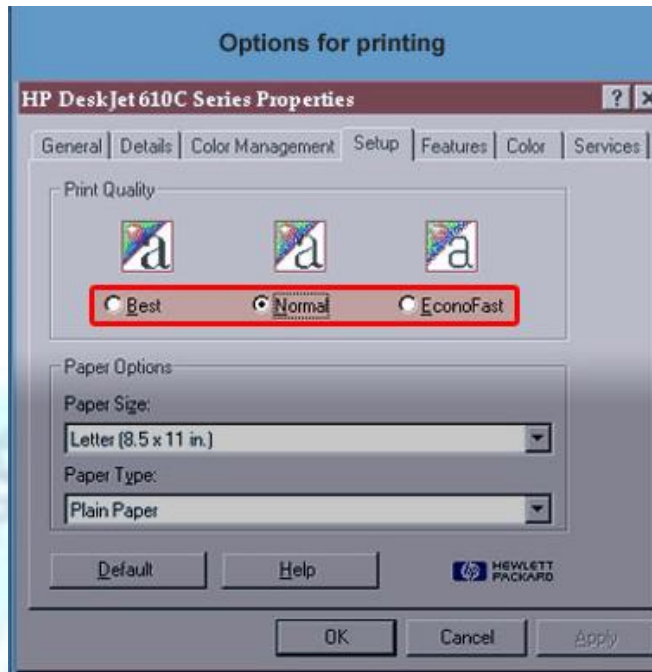 Options for printing
HP DeskJet 610C Series Properties ? X
General Details Color Management Setup Features Color Services
Print Quality
a a a
Best Normal EconoFast
Paper Options
Paper Size:
Letter (8.5 x 11 in.)
Paper Type:
Plain Paper
Default Help hp HEWLETT
PACKARD
OK Cancel Apply